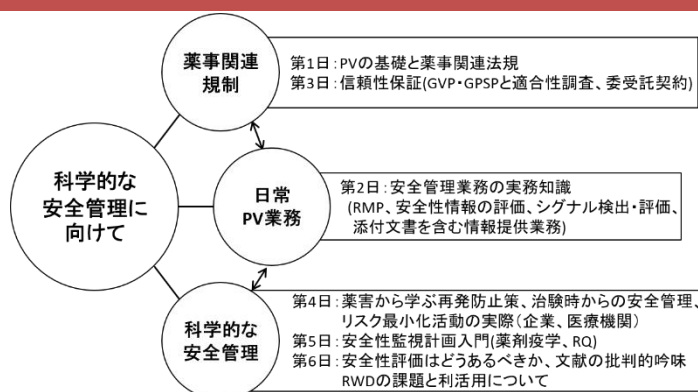 薬事関連
規制
第1日：PVの基礎と薬事関連法規
第3日：信頼性保証(GVP・GPSPと適合性調査、委受託契約)
科学的な
安全管理に
向けて
日常
PV業務
第2日：安全管理業務の実務知識
(RMP、安全性情報の評価、シグナル検出・評価、
添付文書を含む情報提供業務)
科学的な
安全管理
第4日：薬害から学ぶ再発防止策、治験時からの安全管理、
リスク最小化活動の実際(企業、医療機関)
第5日：安全性監視計画入門(薬剤疫学、RQ)
第6日：安全性評価はどうあるべきか、文献の批判的吟味
RWDの課題と利活用について